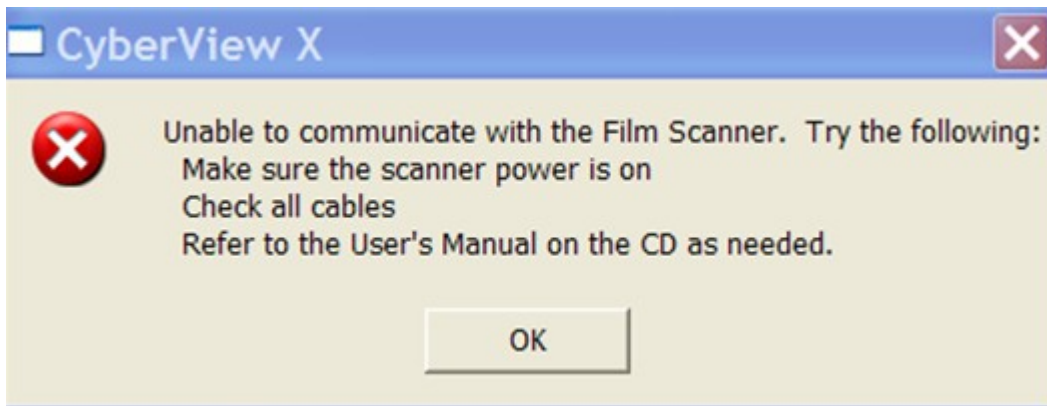 CyberView X
Unable to communicate with the Film Scanner.  Try the following:
Make sure the scanner power is on
Check all cables
Refer to the User's Manual on the CD as needed.
OK